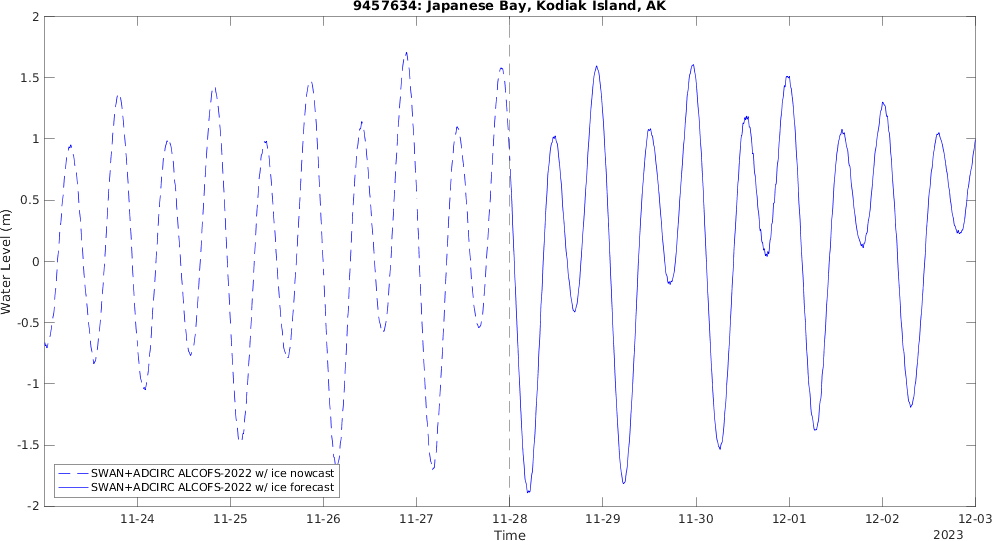 9457634: Japanese Bay, Kodiak Island, AK
2
1.5
1
0.5
0
-0.5
-1
-1.5
-2
Water Level (m)
SWAN+ADCIRC ALCOFS-2022 w/ ice nowcast
SWAN+ADCIRC ALCOFS-2022 w/ ice forecast
11-24 11-25 11-26 11-27 11-28 11-29 11-30 12-01 12-02 12-03
Time
2023